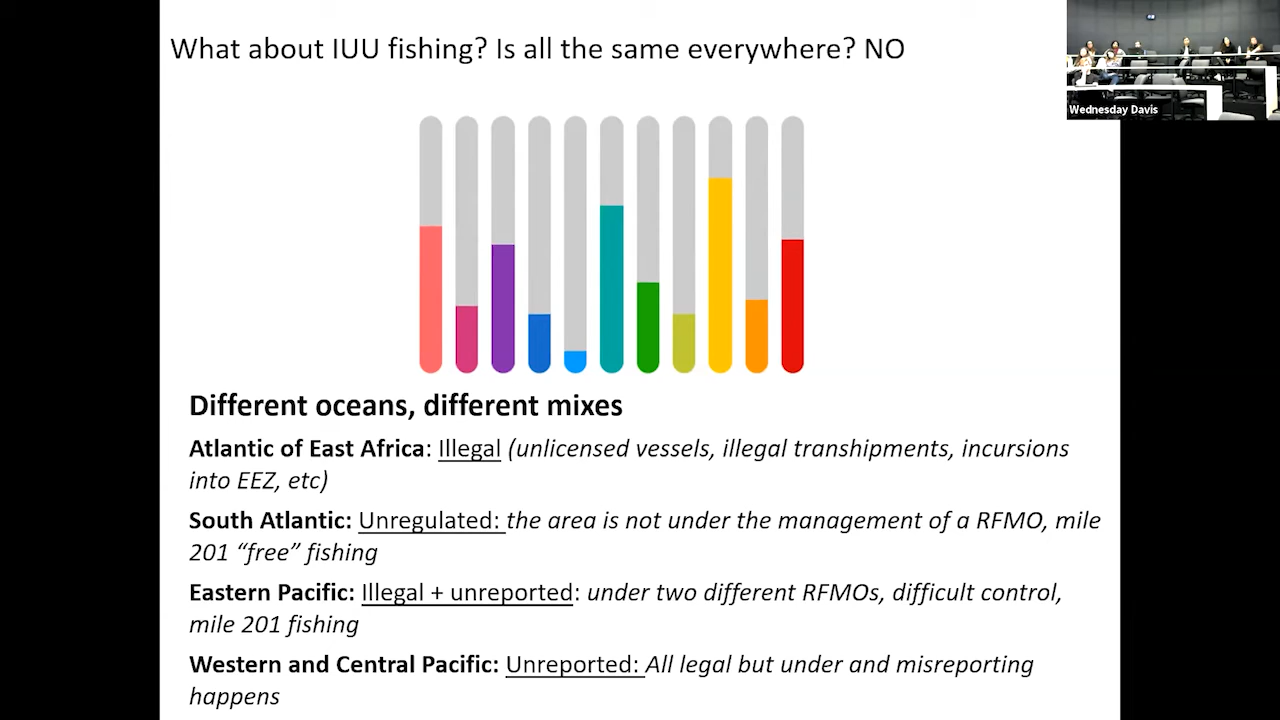 What about IUU fishing? Is all the same everywhere? NO
Wednesday Davis
Different oceans, different mixes
Atlantic of East Africa: Illegal (unlicensed vessels, illegal transhipments, incursions
into EEZ, etc)
South Atlantic: Unregulated: the area is not under the management of a RFMO, mile
201 “free” fishing
Eastern Pacific: Illegal + unreported: under two different RFMOs, difficult control,
mile 201 fishing
Western and Central Pacific: Unreported: All legal but under and misreporting
happens